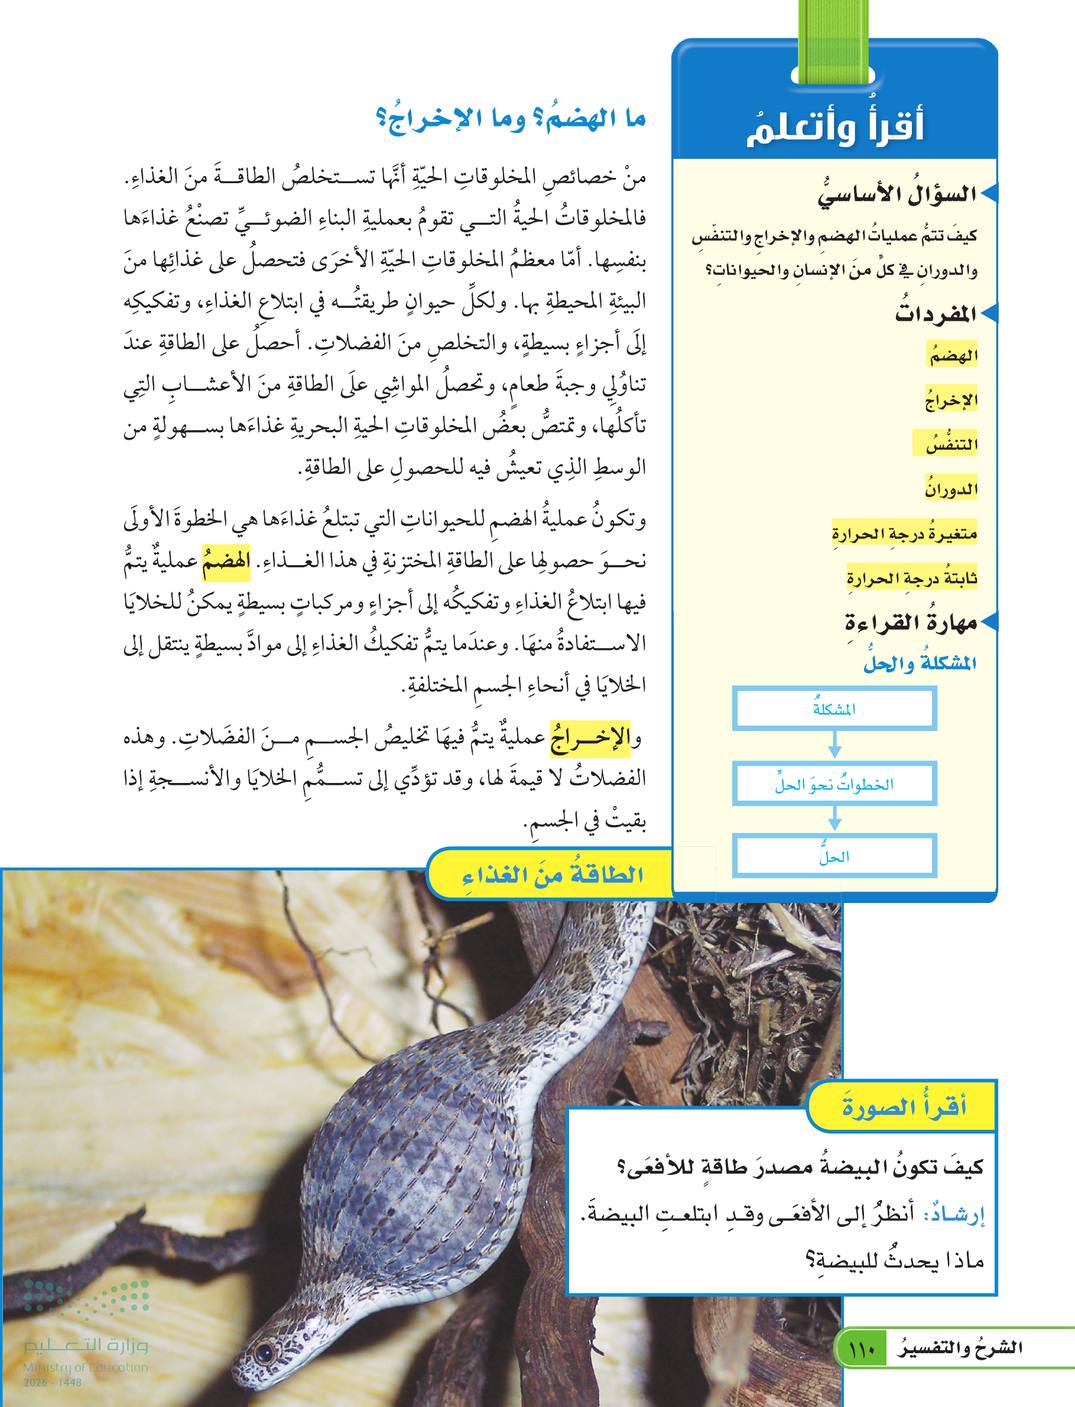 أقرأُ وأتعلمُ
السؤالُ الأساسيُّ
كيفَ تتمُّ عملياتُ الهضمِ والإخراجِ والتنفّسِ
والدورانِ في كلٍّ منَ الإنسانِ والحيواناتِ؟
المفرداتُ
الهضمُ
الإخراجُ
التنفُّسُ
الدورانُ
متغيرةُ درجةِ الحرارةِ
ثابتةُ درجةِ الحرارةِ
مهارةُ القراءةِ
المشكلةُ والحلُّ
المشكلةُ
الخطواتُ نحوَ الحلِّ
الحلُّ
ما الهضمُ؟ وما الإخراجُ؟
منْ خصائصِ المخلوقاتِ الحيّةِ أنَّها تستخلصُ الطاقةَ منَ الغذاءِ.
فالمخلوقاتُ الحيةُ التي تقومُ بعمليةِ البناءِ الضوئيِّ تصنْعُ غذاءَها
بنفسِها. أمّا معظمُ المخلوقاتِ الحيّةِ الأخرَى فتحصلُ على غذائِها منَ
البيئةِ المحيطةِ بها. ولكلِّ حيوانٍ طريقتُه في ابتلاعِ الغذاءِ، وتفكيكِه
إلَى أجزاءٍ بسيطةٍ، والتخلصِ منَ الفضلاتِ. أحصلُ على الطاقةِ عندَ
تناوُلِي وجبةَ طعامٍ، وتحصلُ المواشِي علَى الطاقةِ منَ الأعشابِ التِي
تأكلُها، وتمتصُّ بعضُ المخلوقاتِ الحيةِ البحريةِ غذاءَها بسهولةٍ من
الوسطِ الذِي تعيشُ فيه للحصولِ على الطاقةِ.
وتكونُ عمليةُ الهضمِ للحيواناتِ التي تبتلعُ غذاءَها هي الخطوةَ الأولَى
نحوَ حصولِها على الطاقةِ المختزنةِ في هذا الغذاءِ. الهضمُ عمليةٌ يتمُّ
فيها ابتلاعُ الغذاءِ وتفكيكُه إلى أجزاءٍ ومركباتٍ بسيطةٍ يمكنُ للخلايَا
الاستفادةُ منهَا. وعندَما يتمُّ تفكيكُ الغذاءِ إلى موادَّ بسيطةٍ ينتقل إلى
الخلايَا في أنحاءِ الجسمِ المختلفةِ.
والإخراجُ عمليةٌ يتمُّ فيهَا تخليصُ الجسمِ منَ الفضَلاتِ. وهذه
الفضلاتُ لا قيمةَ لها، وقد تؤدِّي إلى تسمُّمِ الخلايَا والأنسجةِ إذا
بقيتْ في الجسمِ.
الطاقةُ منَ الغذاءِ
أقرأُ الصورةَ
كيفَ تكونُ البيضةُ مصدرَ طاقةٍ للأفعَى؟
إرشادٌ: أنظرُ إلى الأفعَى وقدِ ابتلعتِ البيضةَ.
ماذا يحدثُ للبيضةِ؟
وزارة التعليم
Ministry of Education
2026 - 1448
الشرحُ والتفسيرُ ١١٠